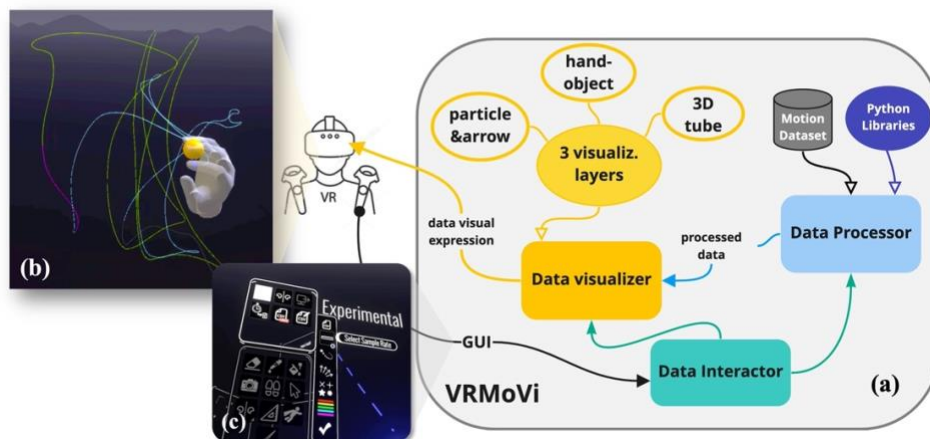 (b)
VR
Experimental
Select Sample Rate
(c)
hand-
object
particle
&arrow
3D
tube
3 visualiz.
layers
Motion
Dataset
Python
Libraries
data visual
expression
processed
data
Data Processor
Data visualizer
GUI
Data Interactor
(a)
VRMoVi